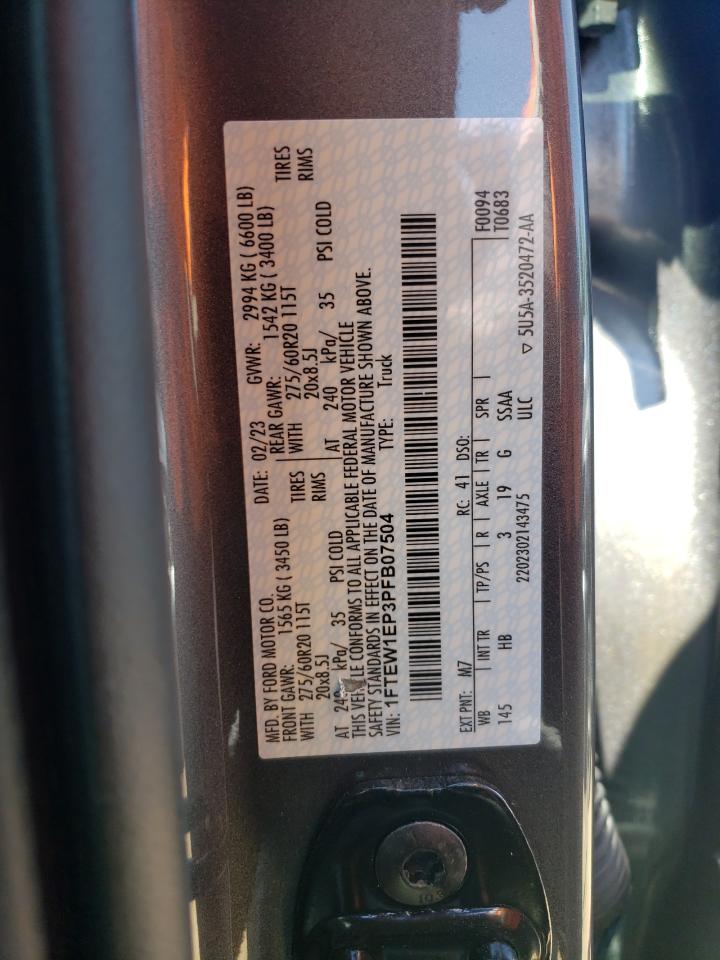 MFD. BY FORD MOTOR CO.
DATE: 02/23 GVWR: 2994 KG ( 6600 LB)
FRONT GAWR: 1565 KG ( 3450 LB) REAR GAWR: 1542 KG ( 3400 LB)
WITH 275/60R20 115T TIRES WITH 275/60R20 115T TIRES
20x8.5J RIMS 20x8.5J RIMS
AT 240 kPa/ 35 PSI COLD AT 240 kPa/ 35 PSI COLD
THIS VEHICLE CONFORMS TO ALL APPLICABLE FEDERAL MOTOR VEHICLE
SAFETY STANDARDS IN EFFECT ON THE DATE OF MANUFACTURE SHOWN ABOVE.
VIN: 1FTEW1EP3PFB07504 TYPE: Truck
EXT PNT: M7 RC: 41 DSO: F0094
WB INT TR TP/PS R AXLE TR SPR T0683
145 HB 3 19 G SSAA
ULC
2202302143475 ▽ 5U5A-3520472-AA